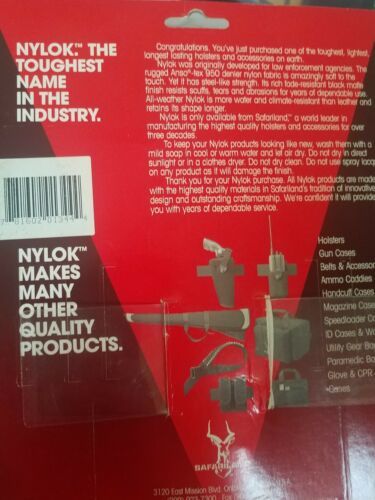 NYLOK.™ THE
TOUGHEST
NAME
IN THE
INDUSTRY.
Congratulations. You've just purchased one of the toughest, tightest,
longest lasting holsters and accessories on earth.
Nylok was originally developed for law enforcement agencies. The
rugged Anso®-tex 950 denier nylon fabric is amazingly soft to the
touch. Yet it has steel-like strength. Its rich fade-resistant black matte
finish resists scuffs, tears and abrasions for years of dependable use.
All-weather Nylok is more water and climate-resistant than leather and
retains its shape longer.
Nylok is only available from Safariland,® a world leader in
manufacturing the highest quality holsters and accessories for over
three decades.
To keep your Nylok products looking like new, wash them with a
mild soap in cool or warm water and let air dry. Do not dry in direct
sunlight or in a clothes dryer. Do not dry clean. Do not use spray
on any product as it will damage the finish.
Thank you for your Nylok purchase. All Nylok products are made
with the highest quality materials in Safariland's tradition of innovative
design and outstanding craftsmanship. We're confident it will provide
you with years of dependable service.
NYLOK™
MAKES
MANY
OTHER
QUALITY
PRODUCTS.
Holsters
Gun Cases
Belts & Accessor
Ammo Caddies
Handcuff Cases
Magazine Cases
Speedloader
ID Cases & W
Utility Gear Ba
Paramedic Ba
Glove & CPR
SAFARILAND
3120 East Mission Blvd.